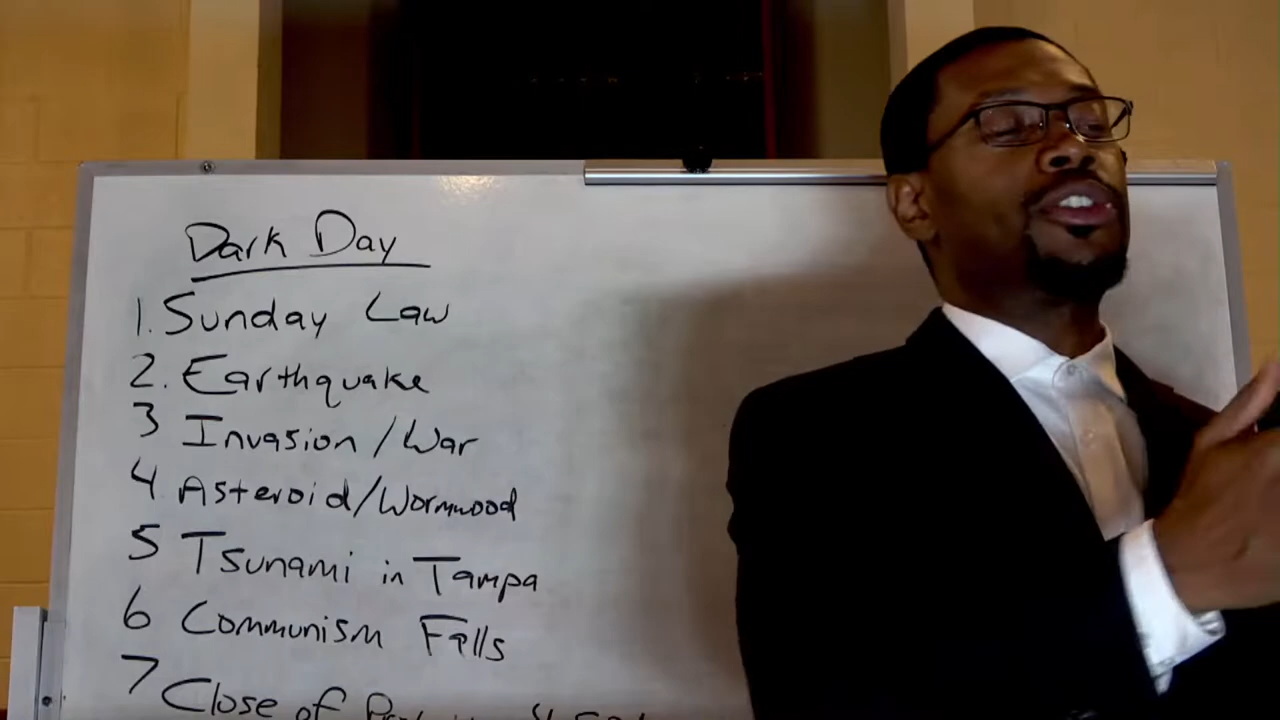 Dark Day
1. Sunday Law
2. Earthquake
3 Invasion / War
4 Asteroid/Wormwood
5 Tsunami in Tampa
6 Communism Falls
7 Close of